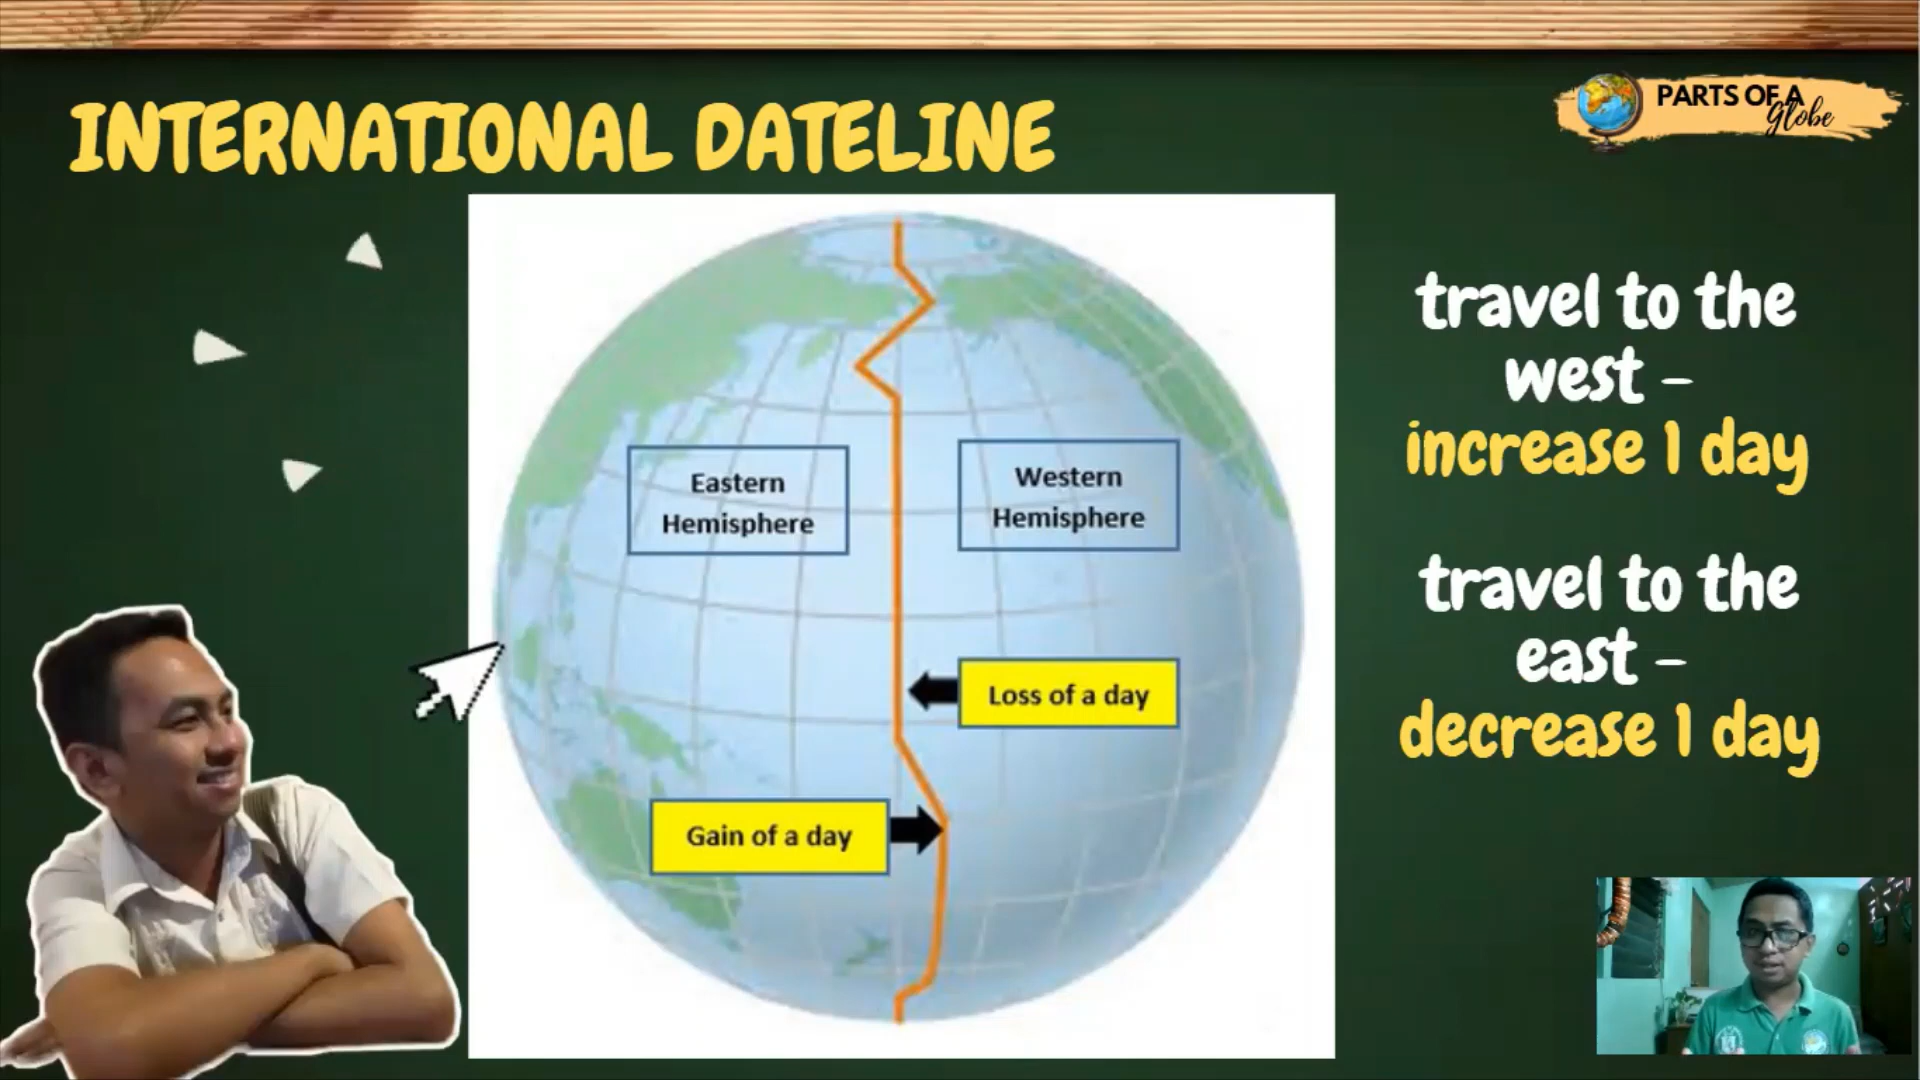 INTERNATIONAL DATELINE
PARTS OF A
Globe
Eastern
Hemisphere
Western
Hemisphere
Loss of a day
Gain of a day
travel to the
west -
increase 1 day
travel to the
east -
decrease 1 day